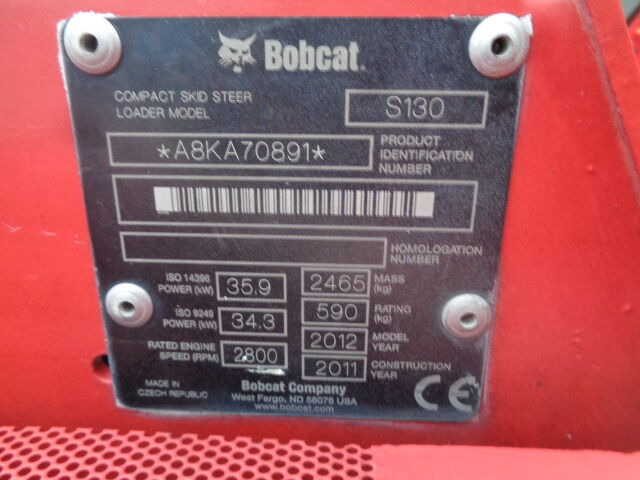 Bobcat
COMPACT SKID STEER
LOADER MODEL
S130
*A8KA70891*
PRODUCT
IDENTIFICATION
NUMBER
HOMOLOGATION
NUMBER
ISO 14396
POWER (kW)
35.9
2465
MASS
(kg)
ISO 9249
POWER (kW)
34.3
590
RATING
(kg)
RATED ENGINE
SPEED (RPM)
2800
2012
MODEL
YEAR
2011
CONSTRUCTION
YEAR
MADE IN
CZECH REPUBLIC
Bobcat Company
West Fargo, ND 58078 USA
www.bobcat.com
CE